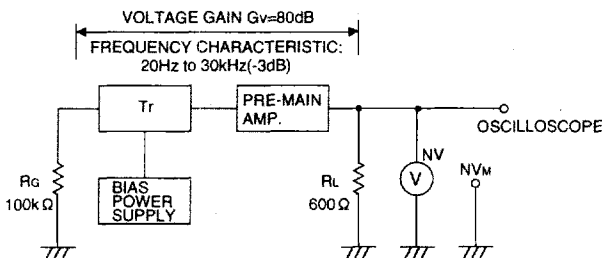 VOLTAGE GAIN Gv=80dB
FREQUENCY CHARACTERISTIC:
20Hz to 30kHz(-3dB)
Tr
PRE-MAIN
AMP.
OSCILLOSCOPE
NV
V
NVM
RG
100kΩ
BIAS
POWER
SUPPLY
RL
600Ω